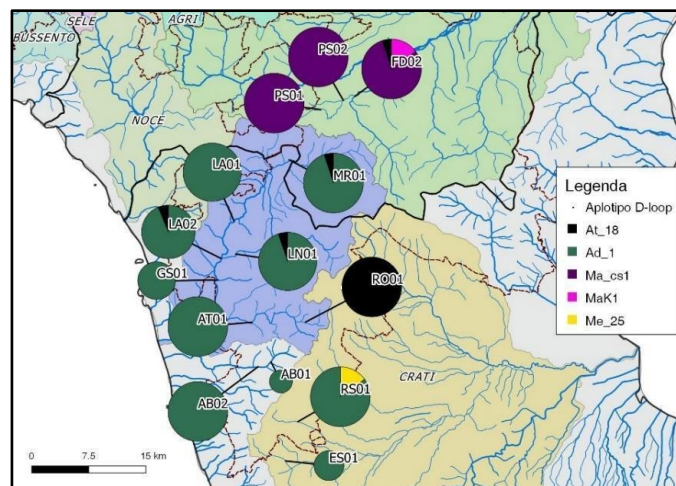 SELE
BUSSENTO
AGRI
NOCE
PS02
FD02
PS01
LA01
MR01
LA02
LN01
GS01
RO01
AT01
AB01
AB02
RS01
CRATI
ES01
Legenda
Aplotipo D-loop
At_18
Ad_1
Ma_cs1
MaK1
Me_25
0 7.5 15 km